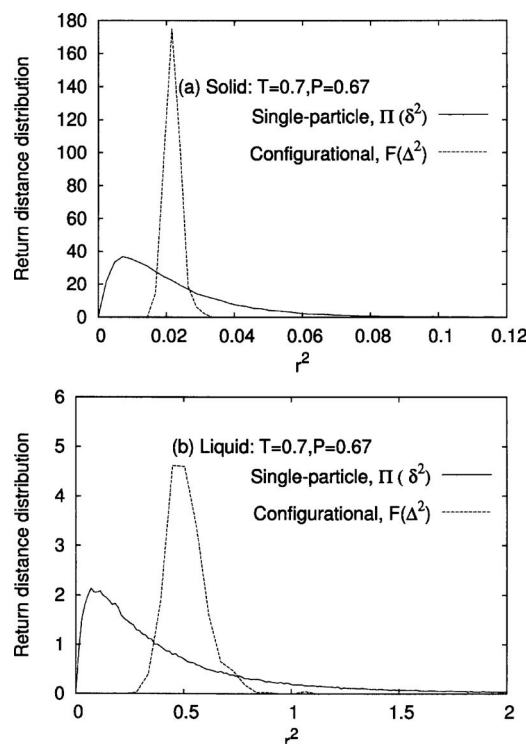 180
160
140
120
100
80
60
40
20
0
Return distance distribution
(a) Solid: T=0.7,P=0.67
Single-particle, Π(δ²)
Configurational, F(Δ²)
0 0.02 0.04 0.06 0.08 0.1 0.12
r²
6
5
4
3
2
1
0
Return distance distribution
(b) Liquid: T=0.7,P=0.67
Single-particle, Π( δ²)
Configurational, F(Δ²)
0 0.5 1 1.5 2
r²